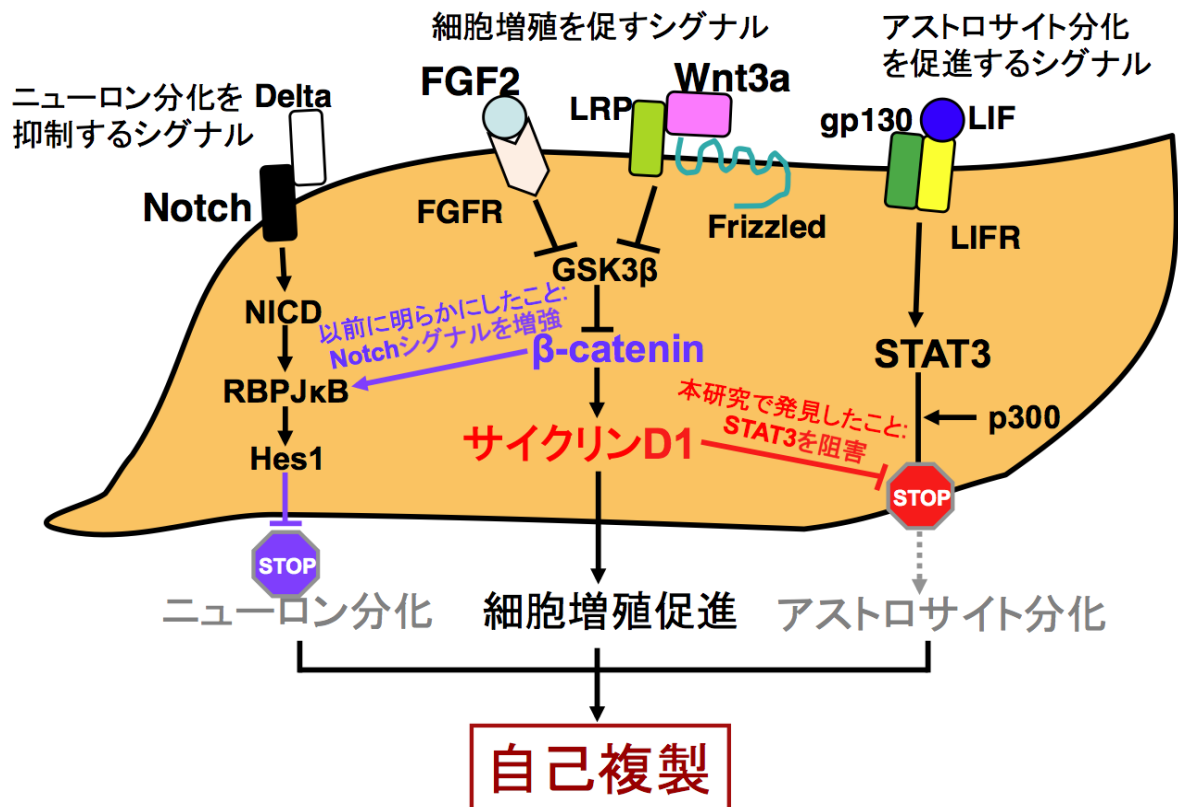 細胞増殖を促すシグナル
アストロサイト分化
を促進するシグナル
ニューロン分化を
抑制するシグナル
Delta
FGF2
Wnt3a
LRP
gp130
LIF
Notch
FGFR
Frizzled
LIFR
GSK3β
NICD
以前に明らかにしたこと:
Notchシグナルを増強
β-catenin
STAT3
RBPJκB
本研究で発見したこと:
STAT3を阻害
p300
サイクリンD1
Hes1
STOP
STOP
ニューロン分化
細胞増殖促進
アストロサイト分化
自己複製